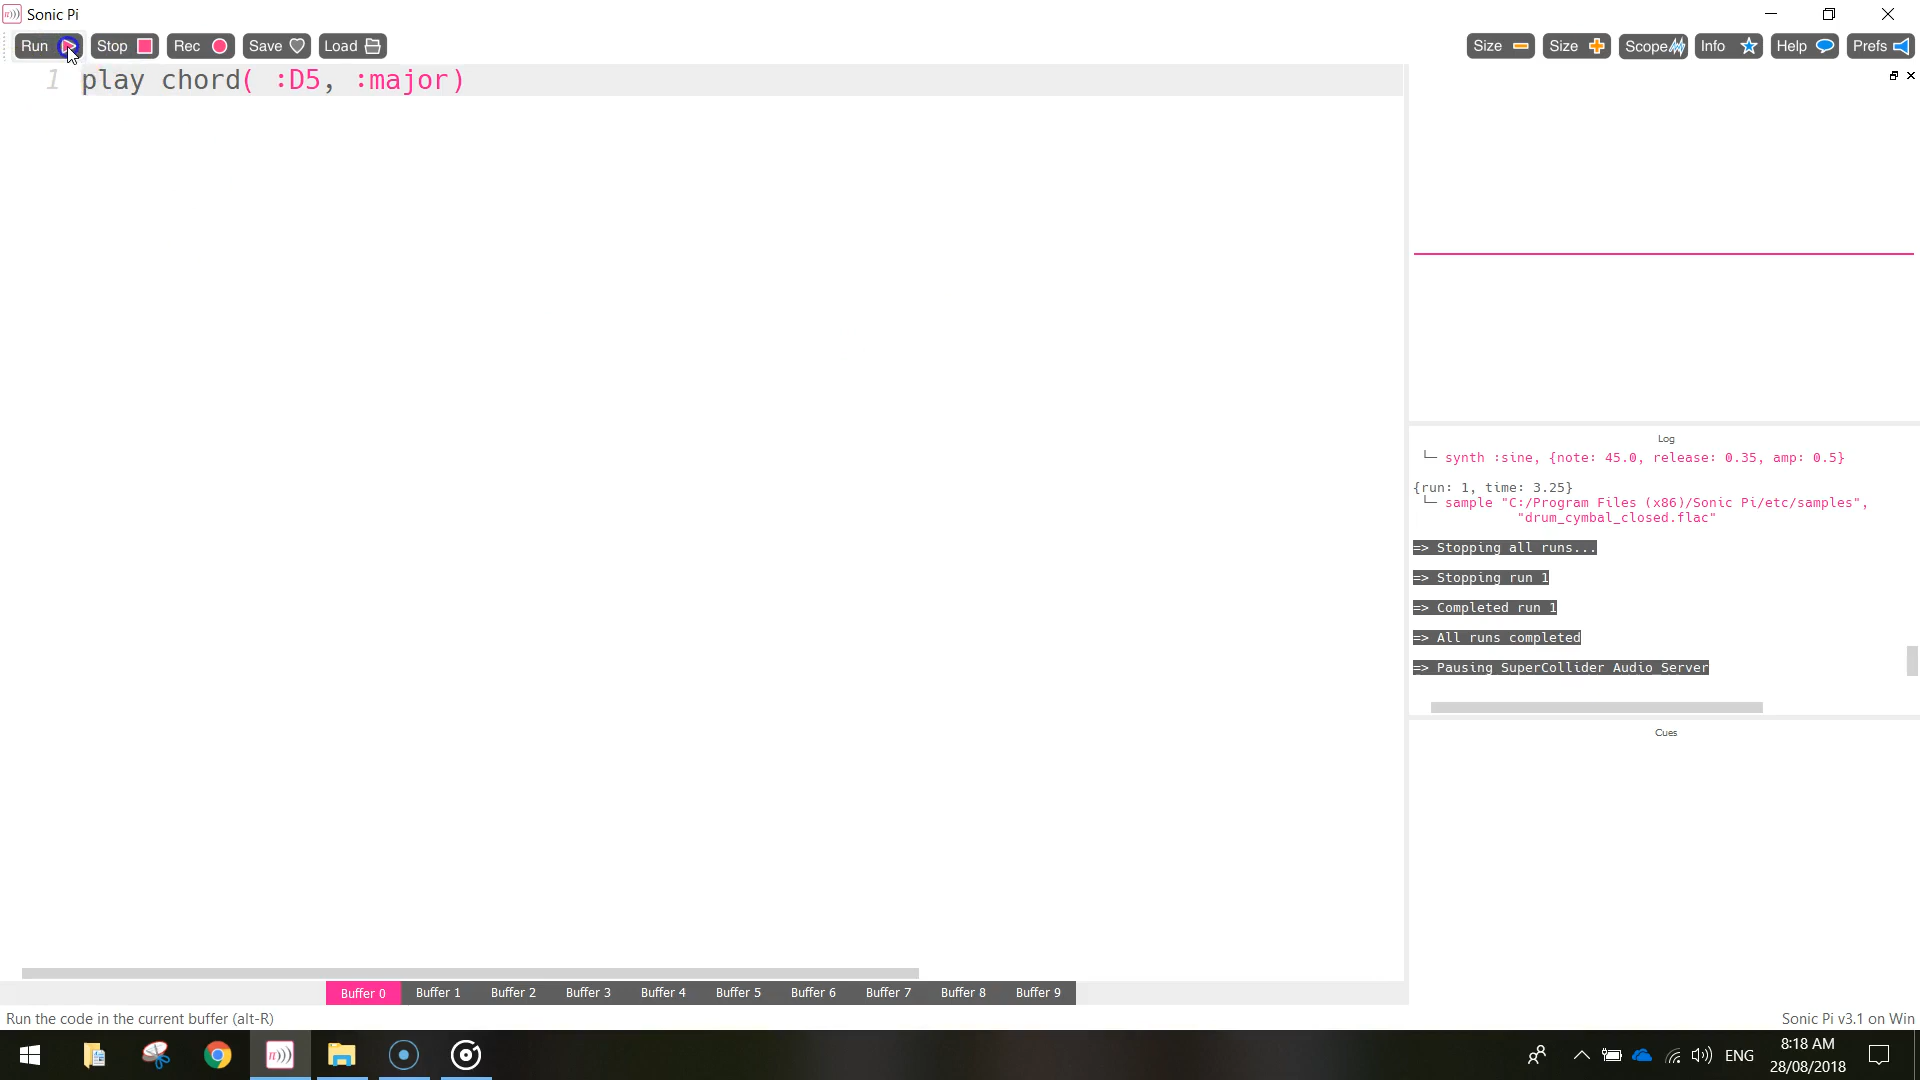 Sonic Pi
Run Stop Rec Save Load Size Size Scope Info Help Prefs
1 play chord( :D5, :major)
Log
└─ synth :sine, {note: 45.0, release: 0.35, amp: 0.5}
{run: 1, time: 3.25}
└─ sample "C:/Program Files (x86)/Sonic Pi/etc/samples",
"drum_cymbal_closed.flac"
=> Stopping all runs...
=> Stopping run 1
=> Completed run 1
=> All runs completed
=> Pausing SuperCollider Audio Server
Cues
Buffer 0 Buffer 1 Buffer 2 Buffer 3 Buffer 4 Buffer 5 Buffer 6 Buffer 7 Buffer 8 Buffer 9
Run the code in the current buffer (alt-R) Sonic Pi v3.1 on Win
ENG
8:18 AM
28/08/2018